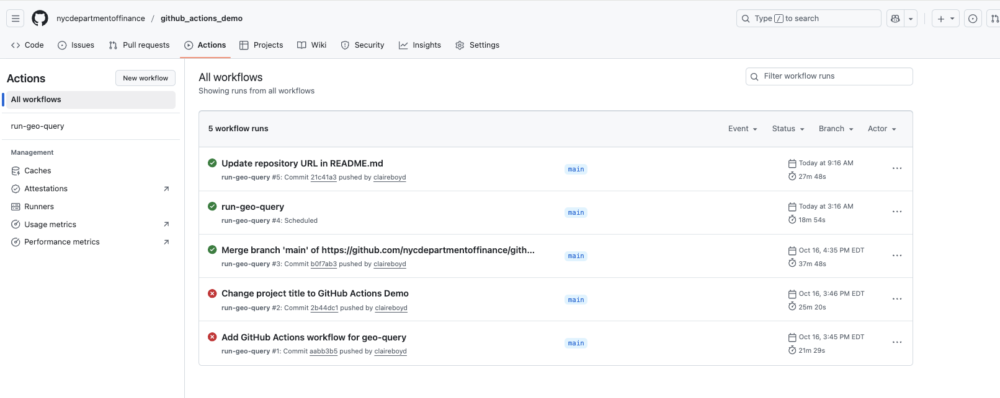 nycdepartmentoffinance / github_actions_demo
Type / to search
Code Issues Pull requests Actions Projects Wiki Security Insights Settings
Actions
New workflow
All workflows
run-geo-query
Management
Caches
Attestations
Runners
Usage metrics
Performance metrics
All workflows
Showing runs from all workflows
Filter workflow runs
5 workflow runs
Event Status Branch Actor
Update repository URL in README.md
run-geo-query #5: Commit 21c41a3 pushed by claireboyd
main
Today at 9:16 AM
27m 48s
run-geo-query
run-geo-query #4: Scheduled
main
Today at 3:16 AM
18m 54s
Merge branch 'main' of https://github.com/nycdepartmentoffinance/gith...
run-geo-query #3: Commit b0f7ab3 pushed by claireboyd
main
Oct 16, 4:35 PM EDT
37m 48s
Change project title to GitHub Actions Demo
run-geo-query #2: Commit 2b44dc1 pushed by claireboyd
main
Oct 16, 3:46 PM EDT
25m 20s
Add GitHub Actions workflow for geo-query
run-geo-query #1: Commit aabb3b5 pushed by claireboyd
main
Oct 16, 3:45 PM EDT
21m 29s